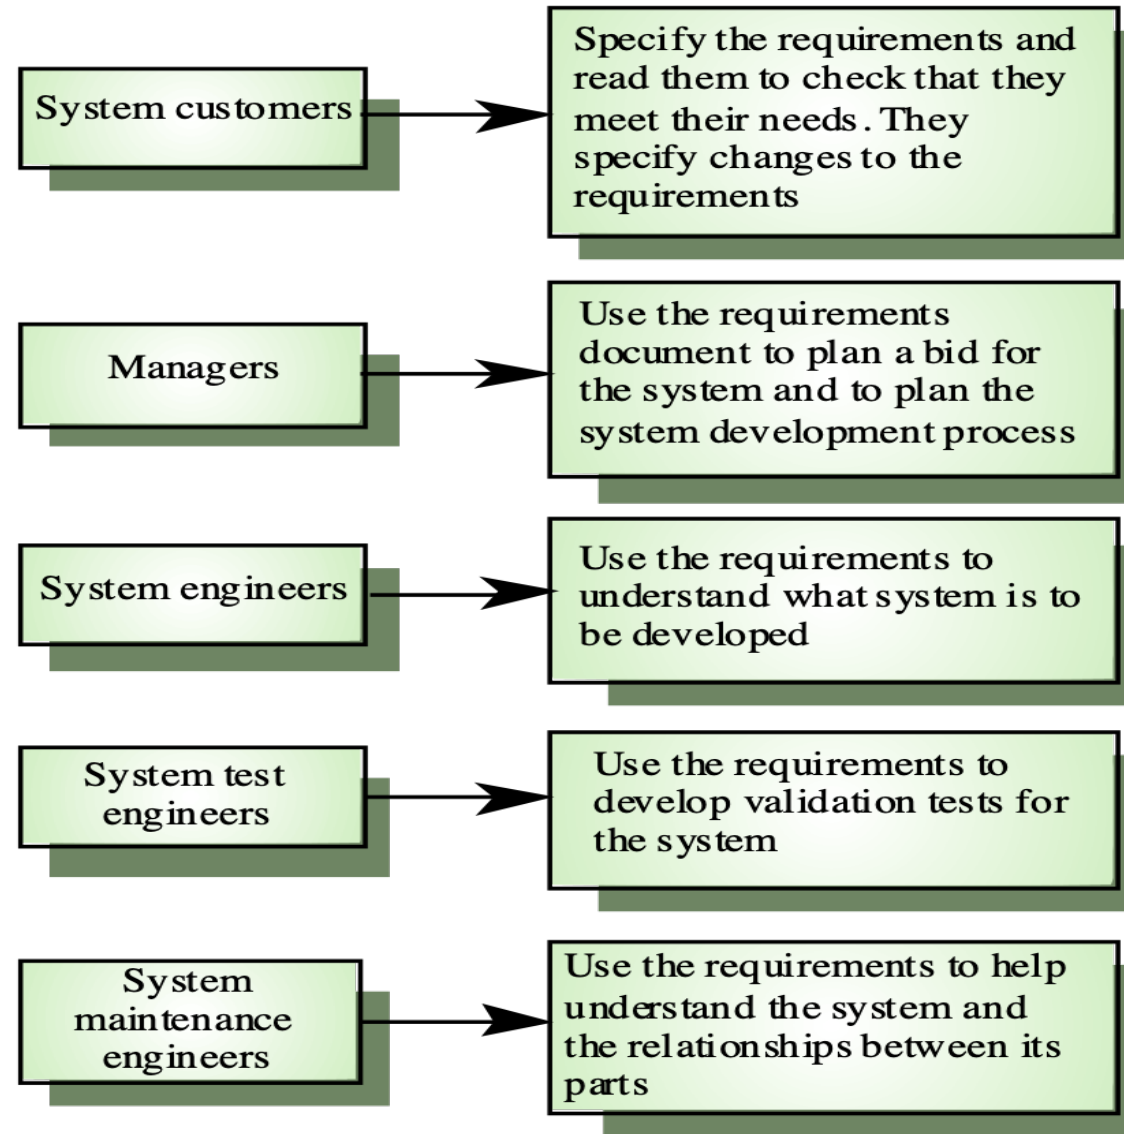 System customers
Specify the requirements and
read them to check that they
meet their needs. They
specify changes to the
requirements
Managers
Use the requirements
document to plan a bid for
the system and to plan the
system development process
System engineers
Use the requirements to
understand what system is to
be developed
System test
engineers
Use the requirements to
develop validation tests for
the system
System
maintenance
engineers
Use the requirements to help
understand the system and
the relationships between its
parts